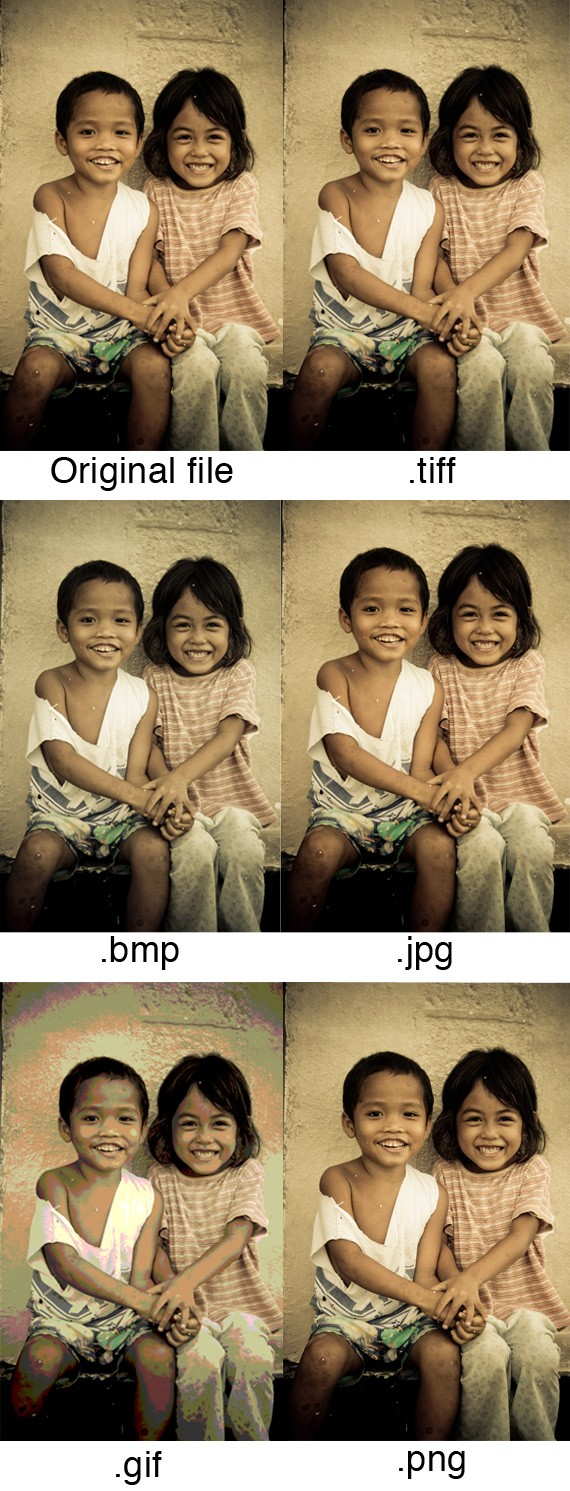 Original file
.tiff
.bmp
.jpg
.gif
.png